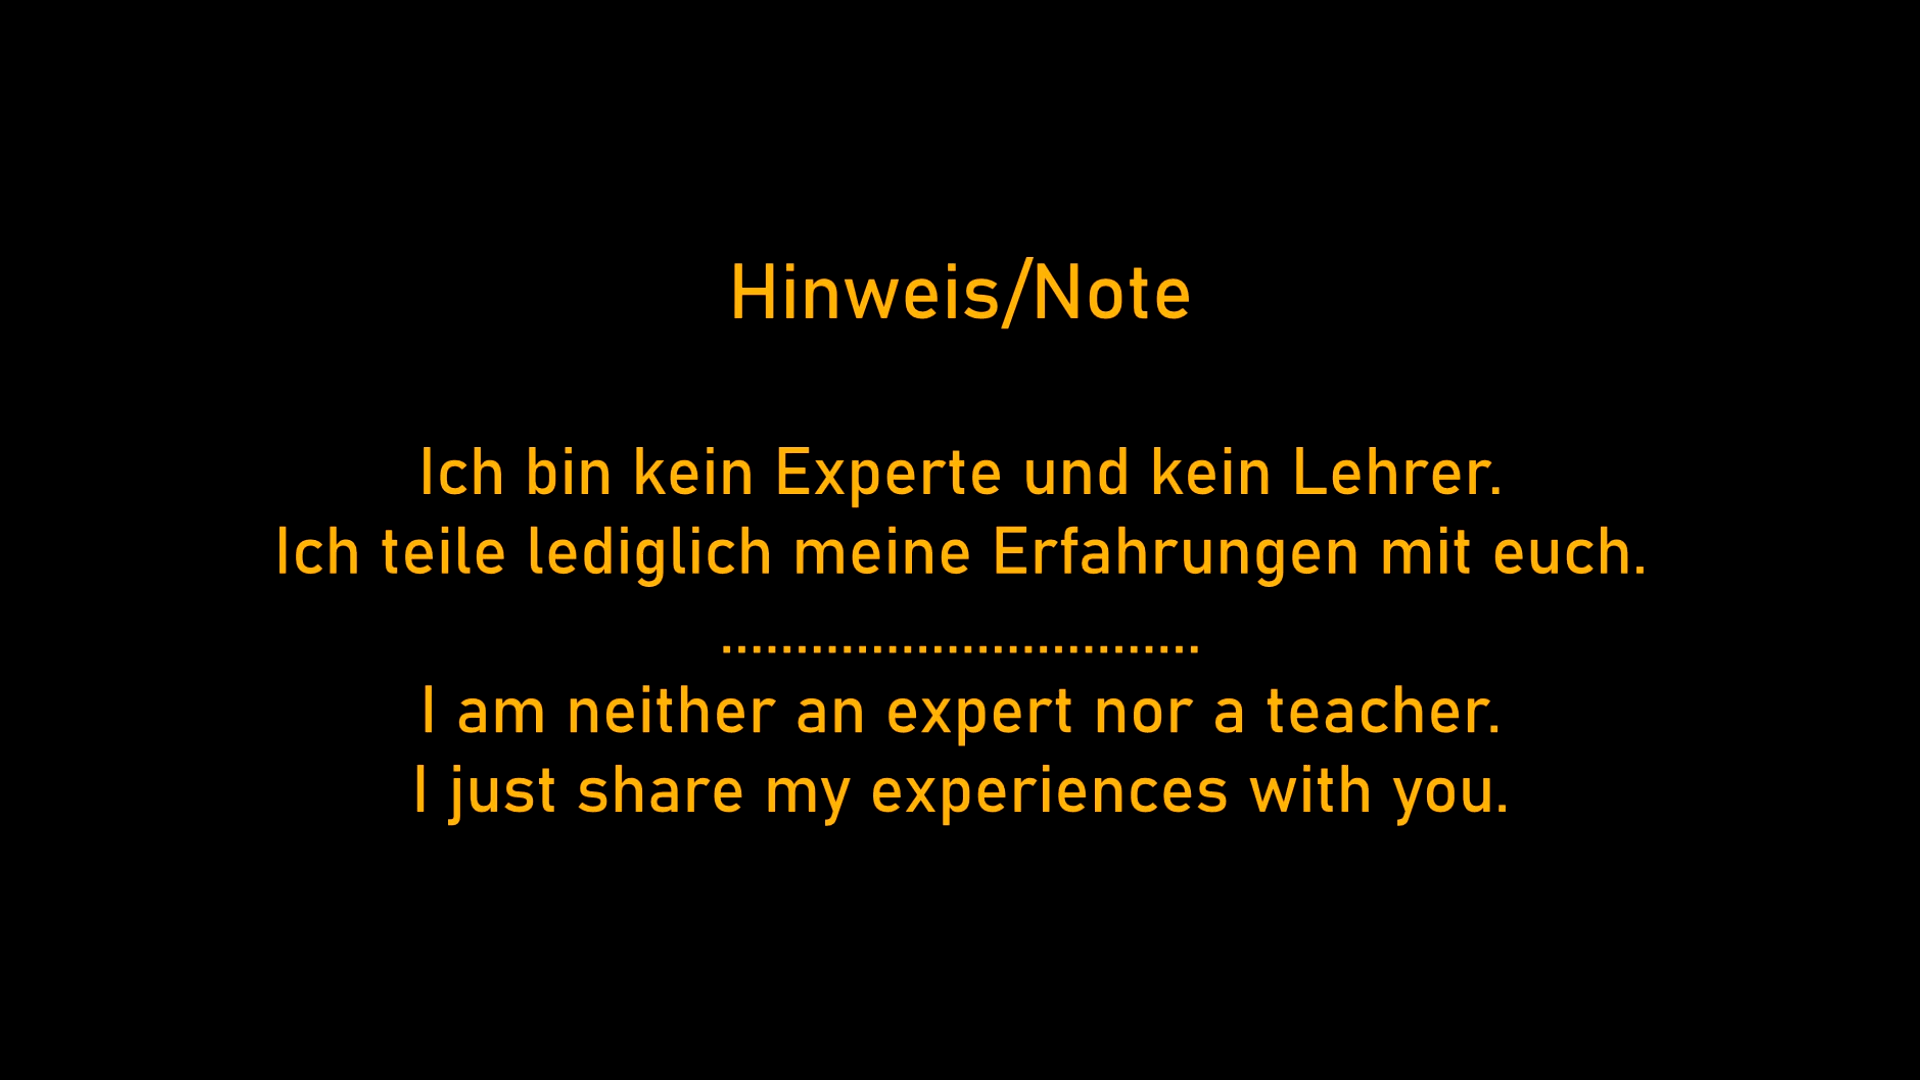 Hinweis/Note
Ich bin kein Experte und kein Lehrer.
Ich teile lediglich meine Erfahrungen mit euch.
................................
I am neither an expert nor a teacher.
I just share my experiences with you.